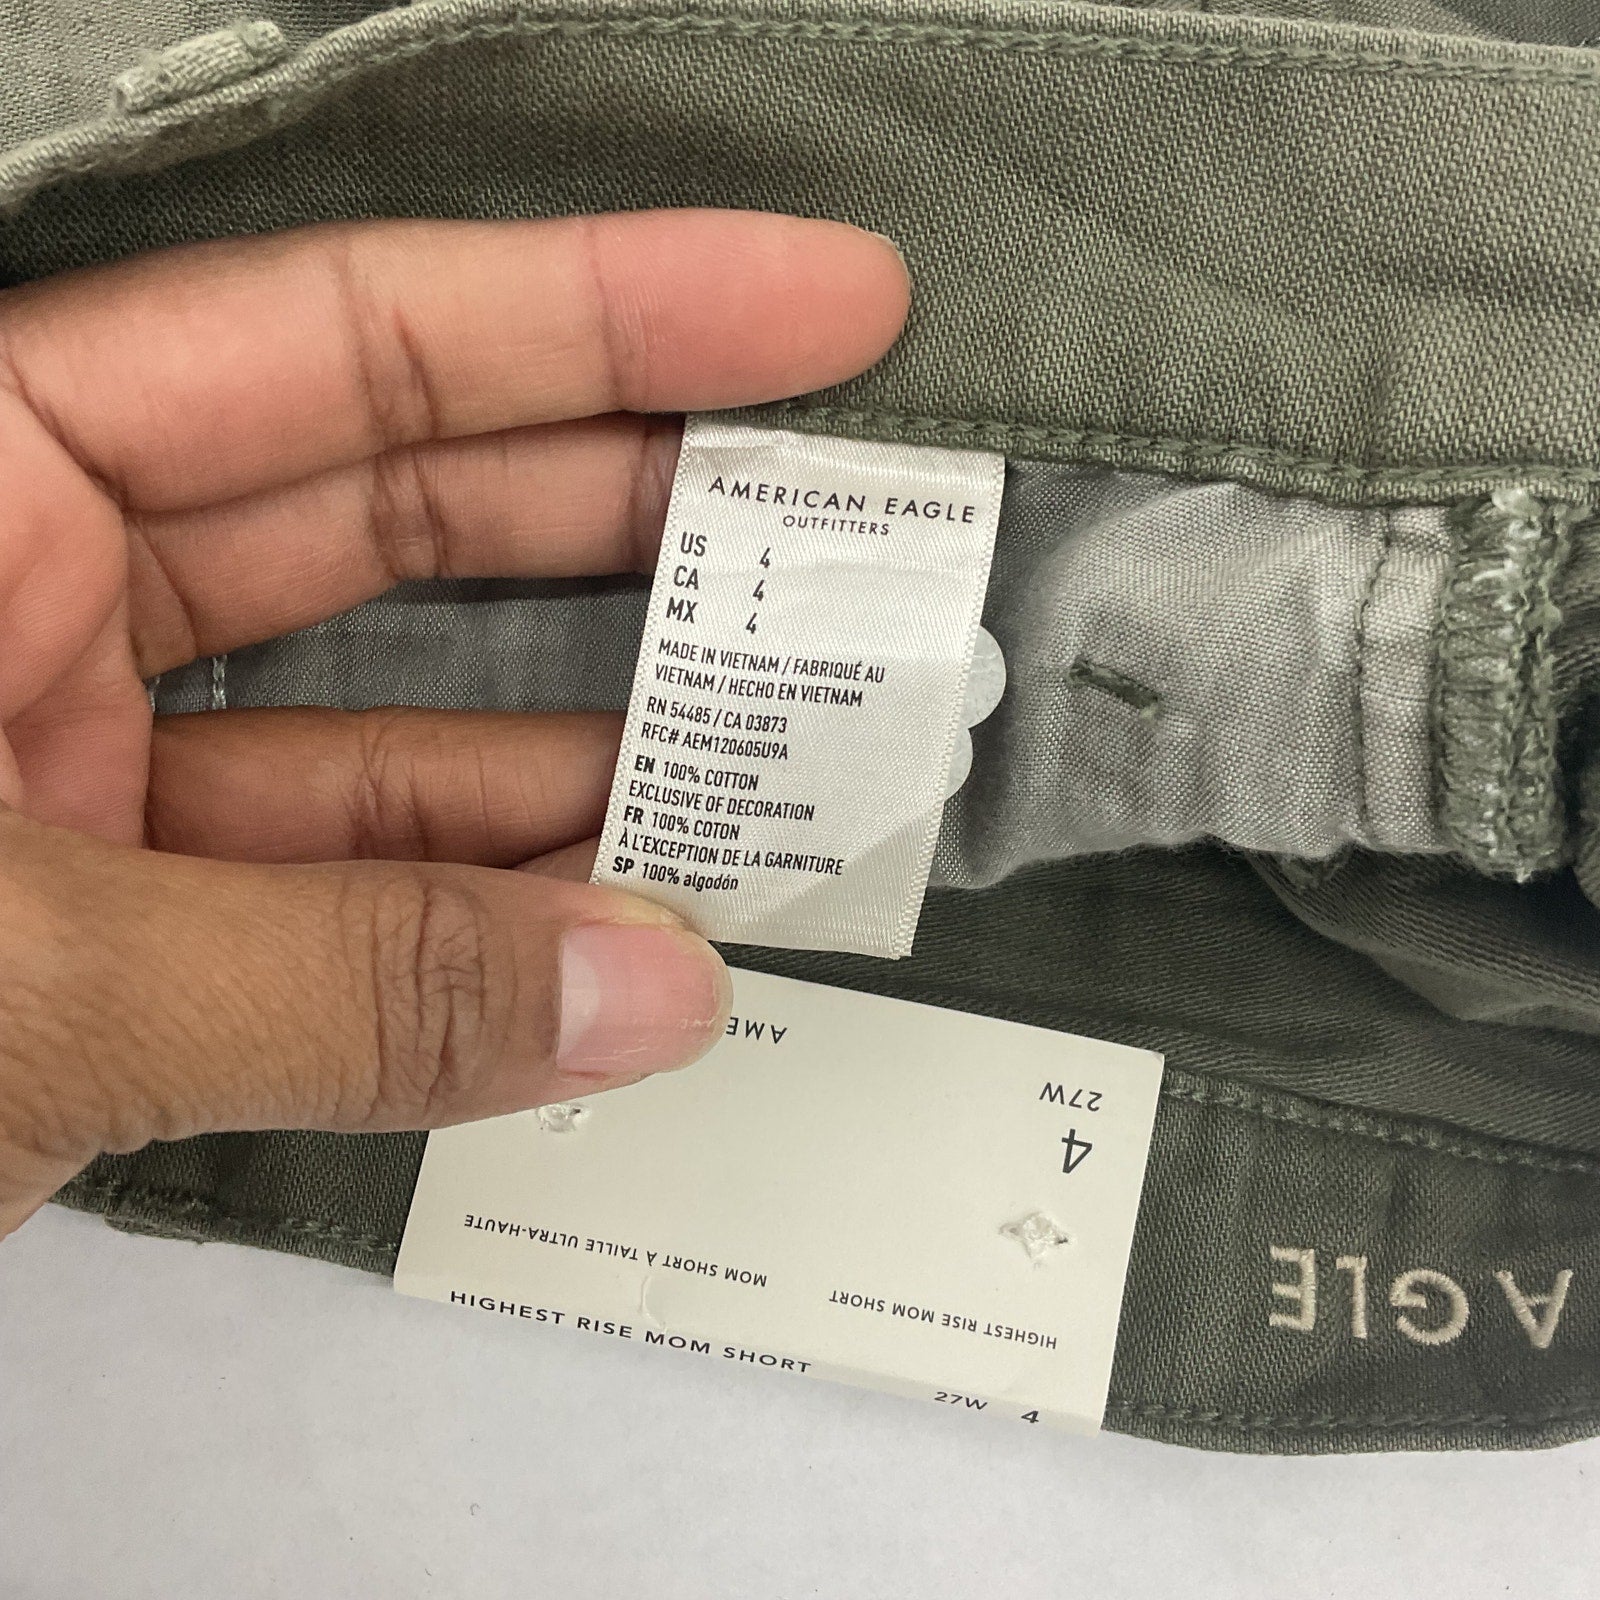 AMERICAN EAGLE
OUTFITTERS
US 4
CA 4
MX 4
MADE IN VIETNAM / FABRIQUÉ AU
VIETNAM / HECHO EN VIETNAM
RN 54485 / CA 03873
RFC# AEM120605U9A
EN 100% COTTON
EXCLUSIVE OF DECORATION
FR 100% COTON
À L'EXCEPTION DE LA GARNITURE
SP 100% algodón
AME
27W
4
HIGHEST RISE MOM SHORT
MOM SHORT À TAILLE ULTRA-HAUTE
HIGHEST RISE MOM SHORT
27W 4
AGLE